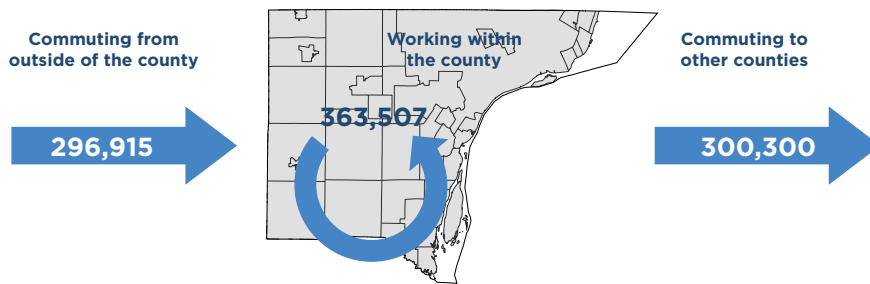 Commuting from
outside of the county
296,915
Working within
the county
363,507
Commuting to
other counties
300,300